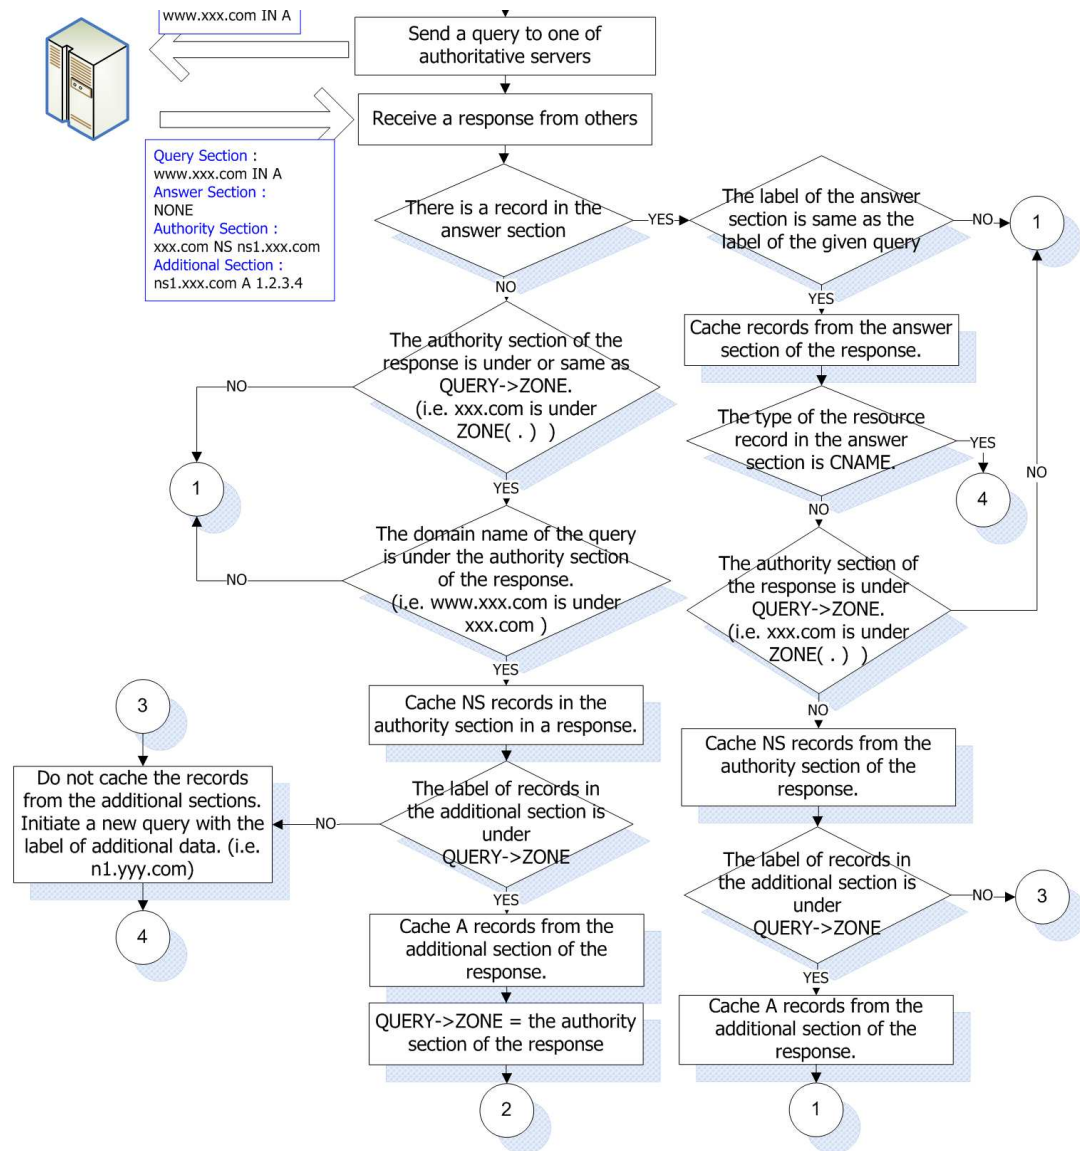 www.xxx.com IN A
Send a query to one of
authoritative servers
Receive a response from others
Query Section :
www.xxx.com IN A
Answer Section :
NONE
Authority Section :
xxx.com NS ns1.xxx.com
Additional Section :
ns1.xxx.com A 1.2.3.4
There is a record in the
answer section
YES
The label of the answer
section is same as the
label of the given query
NO
1
NO
YES
The authority section of the
response is under or same as
QUERY->ZONE.
(i.e. xxx.com is under
ZONE( . ) )
NO
Cache records from the answer
section of the response.
The type of the resource
record in the answer
section is CNAME.
YES
4
NO
1
YES
NO
The domain name of the query
is under the authority section
of the response.
(i.e. www.xxx.com is under
xxx.com )
NO
The authority section of
the response is under
QUERY->ZONE.
(i.e. xxx.com is under
ZONE( . ) )
YES
NO
3
Cache NS records in the
authority section in a response.
Cache NS records from the
authority section of the
response.
Do not cache the records
from the additional sections.
Initiate a new query with the
label of additional data. (i.e.
n1.yyy.com)
NO
The label of records in
the additional section is
under
QUERY->ZONE
The label of records in
the additional section is
under
QUERY->ZONE
NO
3
4
YES
YES
Cache A records from the
additional section of the
response.
QUERY->ZONE = the authority
section of the response
Cache A records from the
additional section of the
response.
2
1